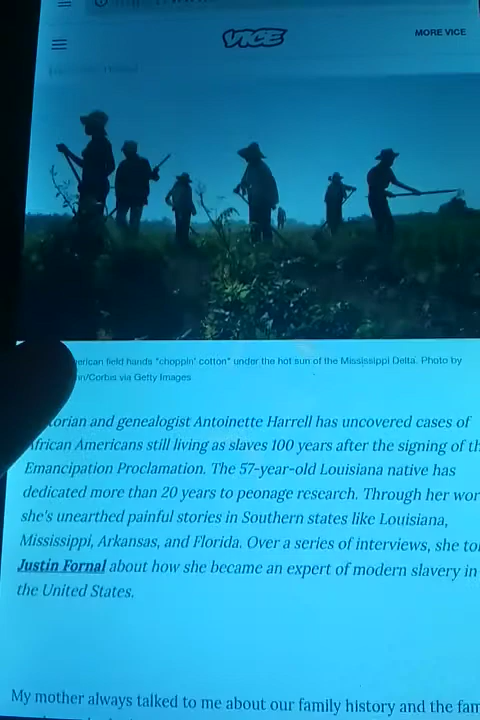 VICE
MORE VICE
erican field hands "choppin' cotton" under the hot sun of the Mississippi Delta. Photo by
n/Corbis via Getty Images
orian and genealogist Antoinette Harrell has uncovered cases of
African Americans still living as slaves 100 years after the signing of th
Emancipation Proclamation. The 57-year-old Louisiana native has
dedicated more than 20 years to peonage research. Through her wor
she's unearthed painful stories in Southern states like Louisiana,
Mississippi, Arkansas, and Florida. Over a series of interviews, she to
Justin Fornal about how she became an expert of modern slavery in
the United States.
My mother always talked to me about our family history and the fam